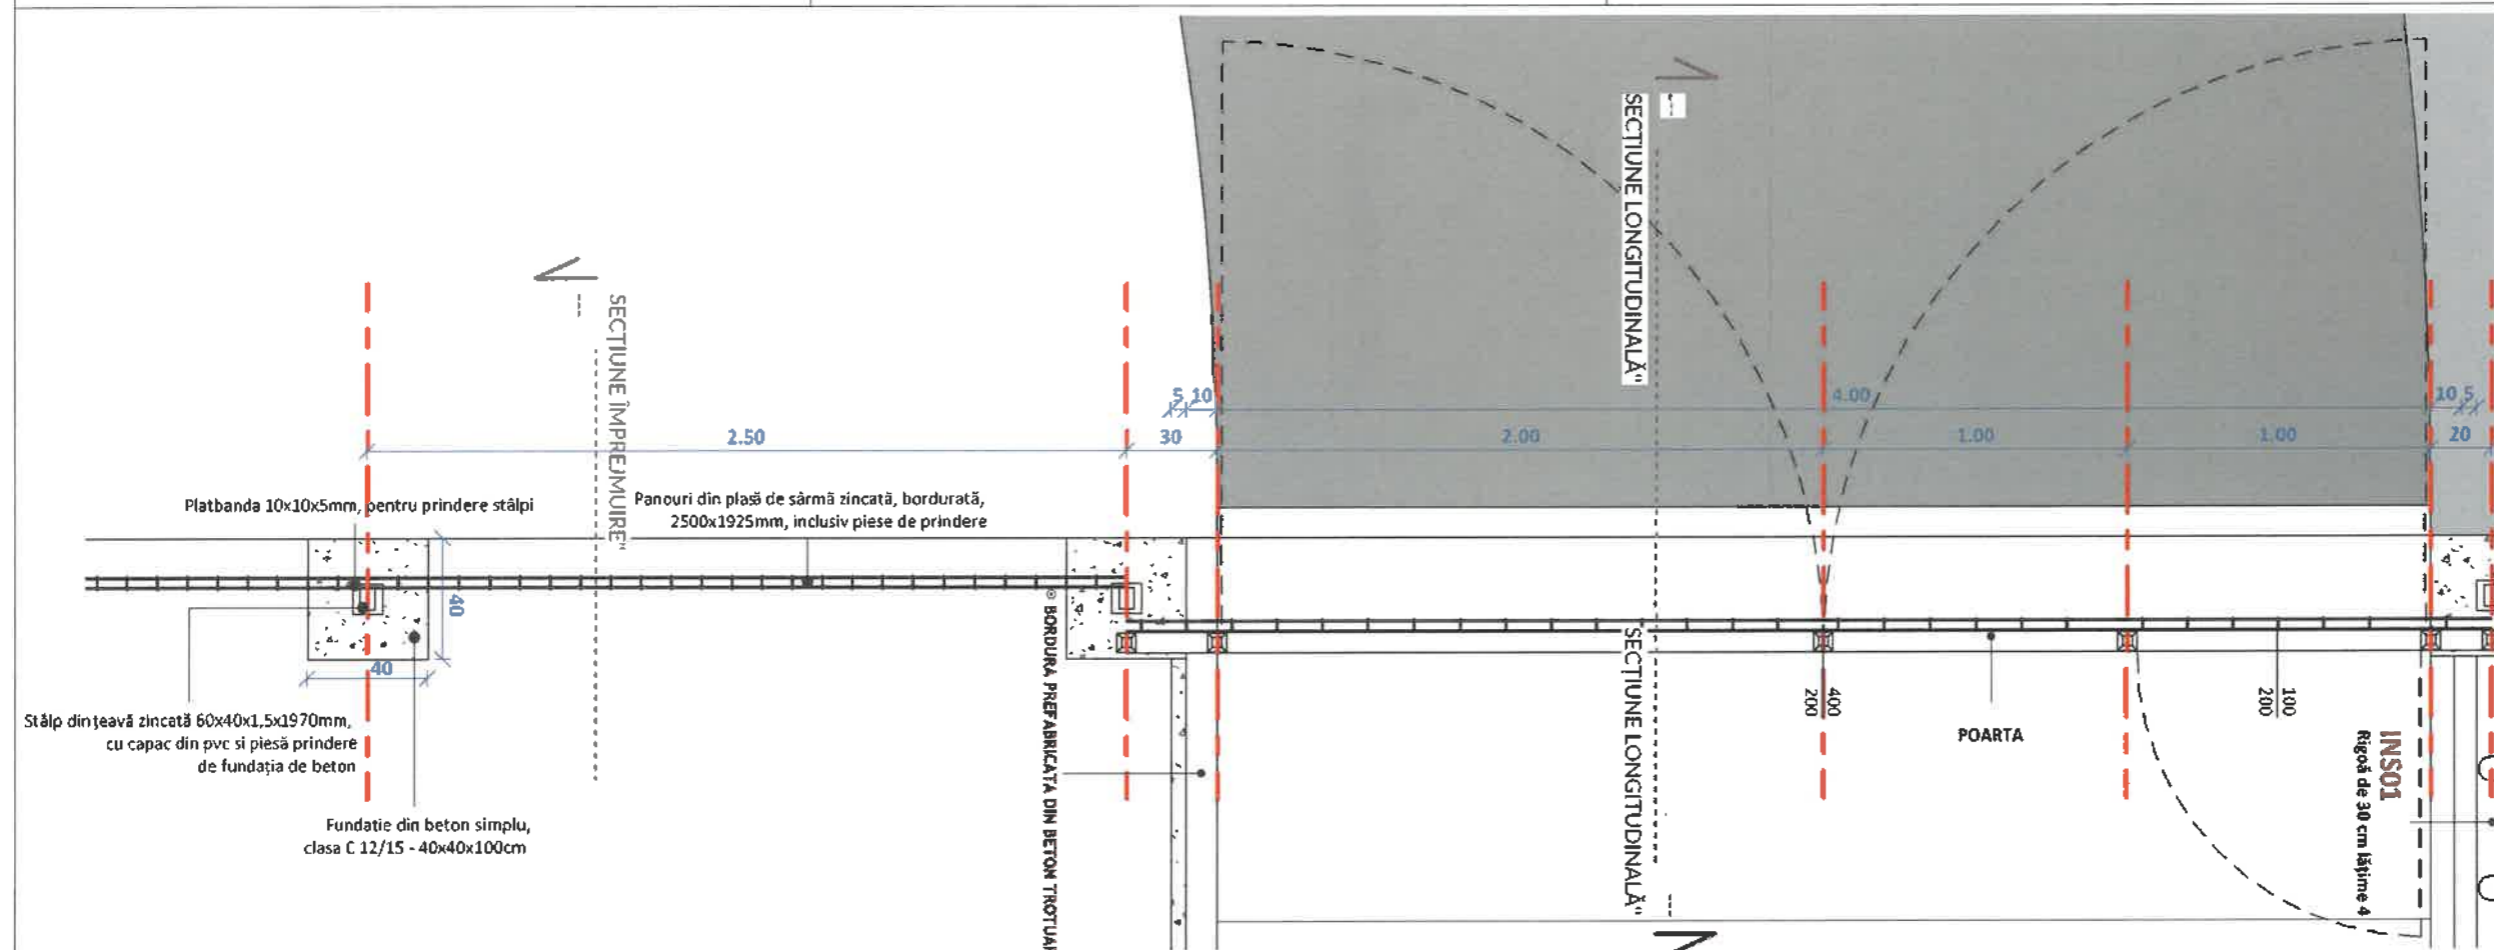 SECȚIUNE LONGITUDINALĂ"
SECȚIUNE ÎMPREJMUIRE"
5 10
4.00
10 5
2.50
30
2.00
1.00
1.00
20
Platbanda 10x10x5mm, pentru prindere stâlpi
Panouri din plasă de sârmă zincată, bordurată,
2500x1925mm, inclusiv piese de prindere
40
40
Stâlp din țeavă zincată 60x40x1,5x1970mm,
cu capac din pvc si piesă prindere
de fundația de beton
Fundatie din beton simplu,
clasa C 12/15 - 40x40x100cm
BORDURA PREFABRICATA DIN BETON TROTUAR
SECȚIUNE LONGITUDINALĂ"
400
200
POARTA
100
200
INS01
Rigoă de 30 cm lățime 4